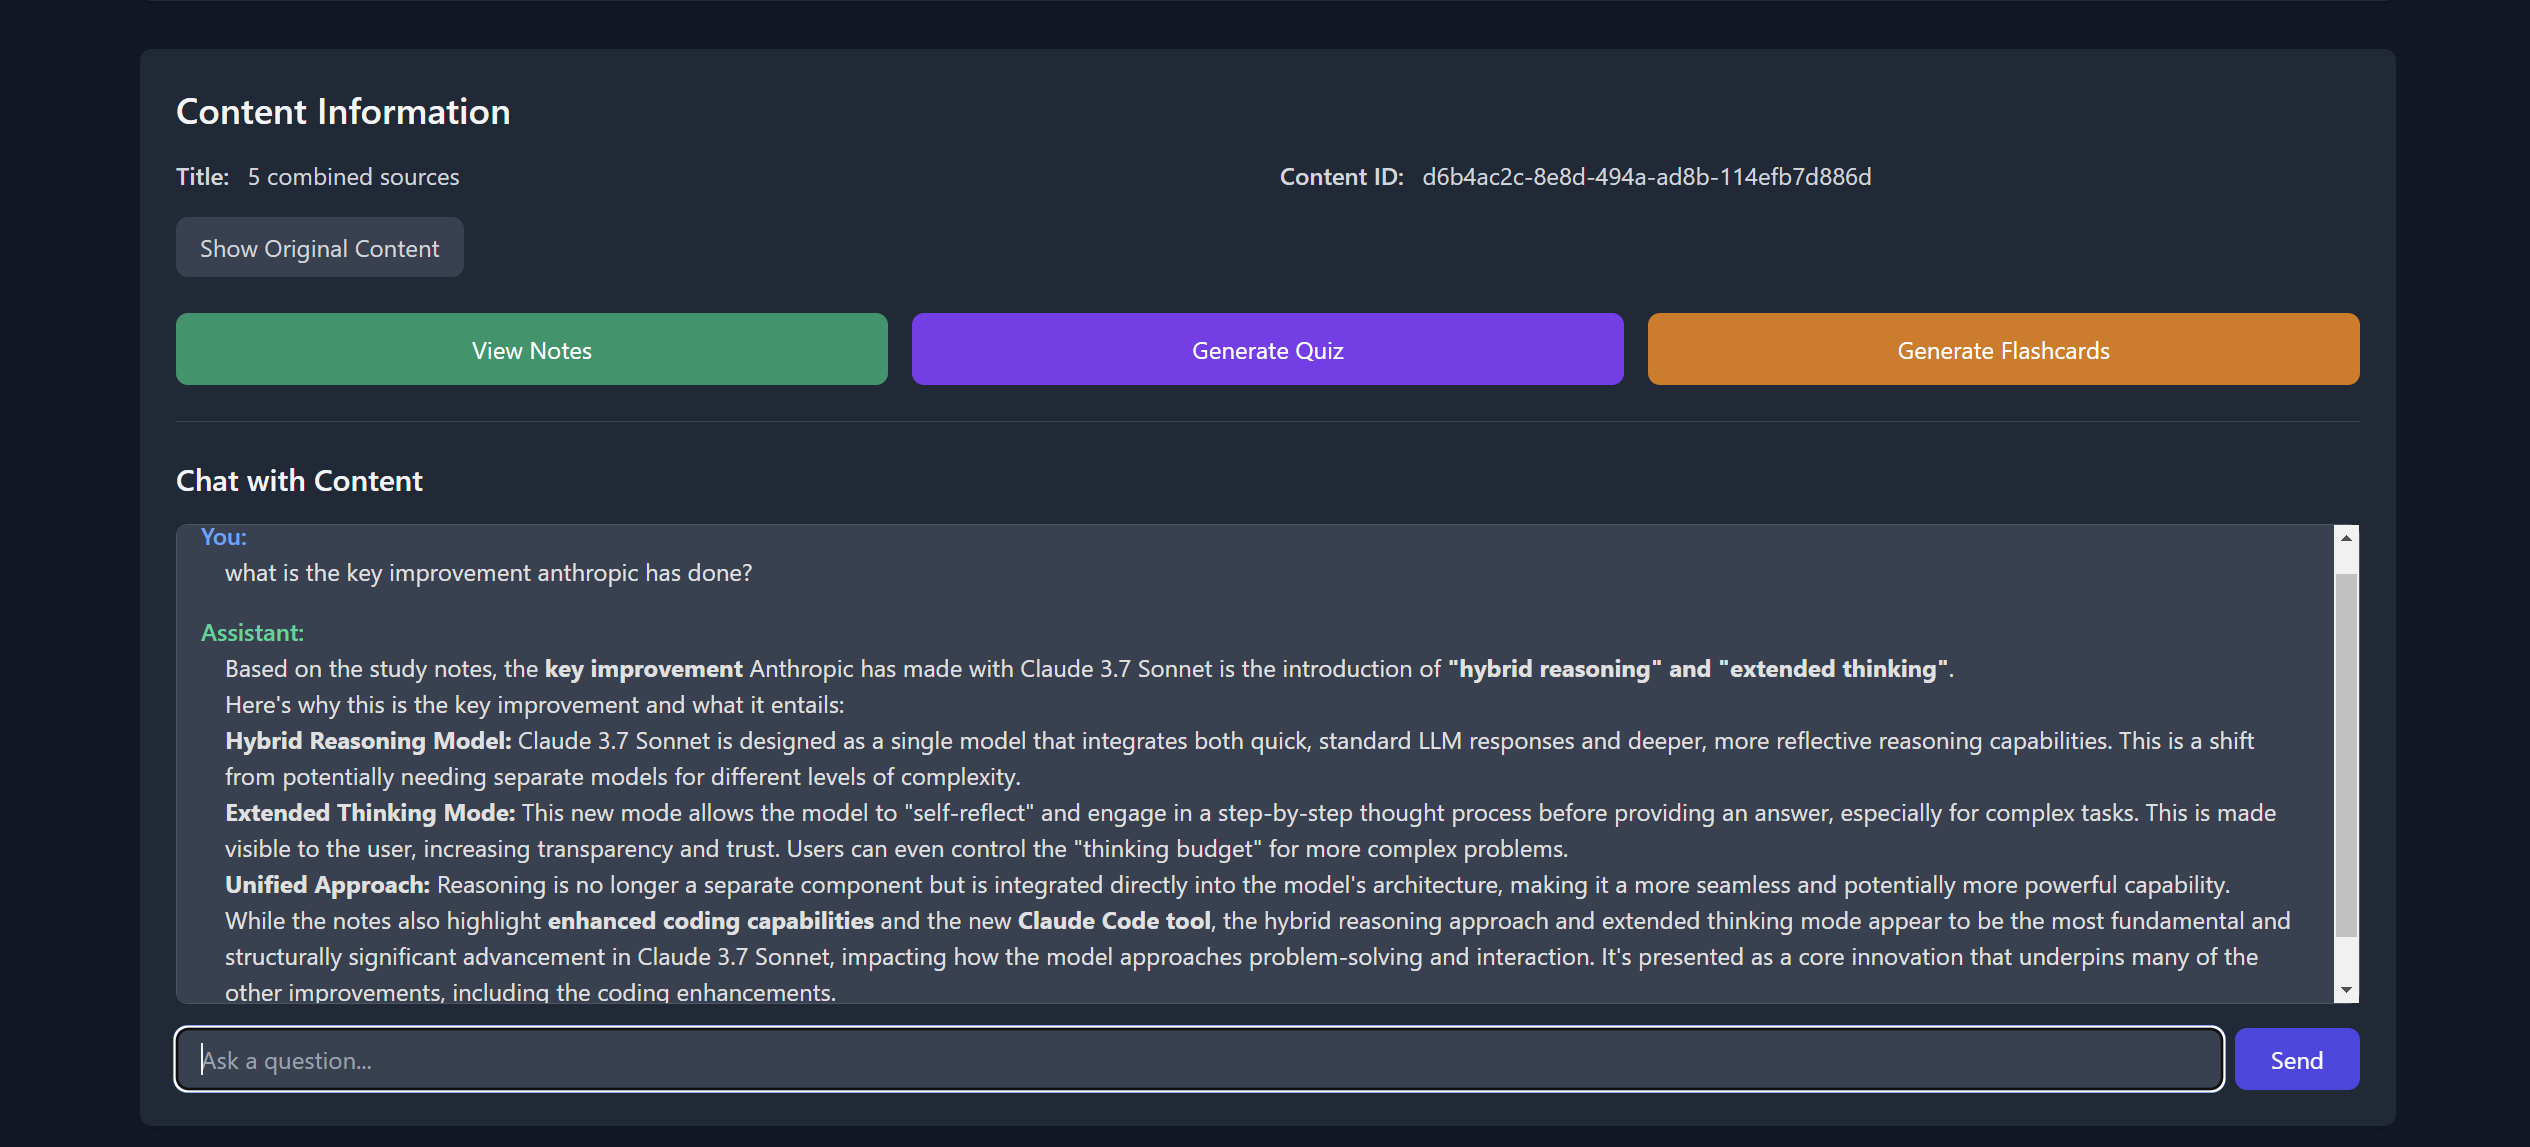 Content Information
Title: 5 combined sources
Content ID: d6b4ac2c-8e8d-494a-ad8b-114efb7d886d
Show Original Content
View Notes
Generate Quiz
Generate Flashcards
Chat with Content
You:
what is the key improvement anthropic has done?
Assistant:
Based on the study notes, the key improvement Anthropic has made with Claude 3.7 Sonnet is the introduction of "hybrid reasoning" and "extended thinking".
Here's why this is the key improvement and what it entails:
Hybrid Reasoning Model: Claude 3.7 Sonnet is designed as a single model that integrates both quick, standard LLM responses and deeper, more reflective reasoning capabilities. This is a shift
from potentially needing separate models for different levels of complexity.
Extended Thinking Mode: This new mode allows the model to "self-reflect" and engage in a step-by-step thought process before providing an answer, especially for complex tasks. This is made
visible to the user, increasing transparency and trust. Users can even control the "thinking budget" for more complex problems.
Unified Approach: Reasoning is no longer a separate component but is integrated directly into the model's architecture, making it a more seamless and potentially more powerful capability.
While the notes also highlight enhanced coding capabilities and the new Claude Code tool, the hybrid reasoning approach and extended thinking mode appear to be the most fundamental and
structurally significant advancement in Claude 3.7 Sonnet, impacting how the model approaches problem-solving and interaction. It's presented as a core innovation that underpins many of the
other improvements, including the coding enhancements.
Ask a question...
Send